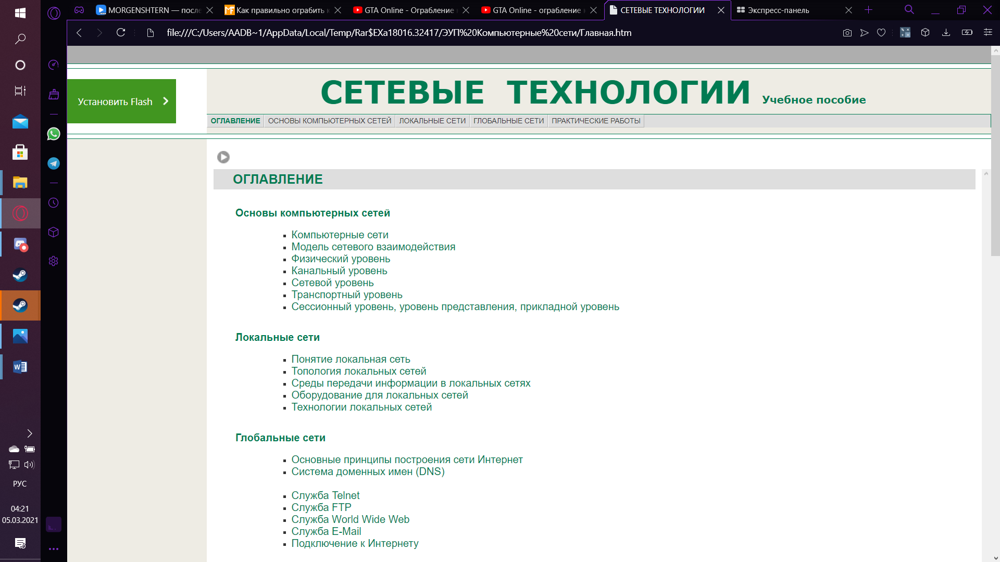 MORGENSHTERN — после
Как правильно ограбить к
GTA Online - Ограбление
GTA Online - ограбление
СЕТЕВЫЕ ТЕХНОЛОГИИ
Экспресс-панель
file:///C:/Users/AADB~1/AppData/Local/Temp/Rar$EXa18016.32417/ЭУП%20Компьютерные%20сети/Главная.htm
Установить Flash
СЕТЕВЫЕ ТЕХНОЛОГИИ Учебное пособие
ОГЛАВЛЕНИЕ ОСНОВЫ КОМПЬЮТЕРНЫХ СЕТЕЙ ЛОКАЛЬНЫЕ СЕТИ ГЛОБАЛЬНЫЕ СЕТИ ПРАКТИЧЕСКИЕ РАБОТЫ
ОГЛАВЛЕНИЕ
Основы компьютерных сетей
Компьютерные сети
Модель сетевого взаимодействия
Физический уровень
Канальный уровень
Сетевой уровень
Транспортный уровень
Сессионный уровень, уровень представления, прикладной уровень
Локальные сети
Понятие локальная сеть
Топология локальных сетей
Среды передачи информации в локальных сетях
Оборудование для локальных сетей
Технологии локальных сетей
Глобальные сети
Основные принципы построения сети Интернет
Система доменных имен (DNS)
Служба Telnet
Служба FTP
Служба World Wide Web
Служба E-Mail
Подключение к Интернету
РУС
04:21
05.03.2021